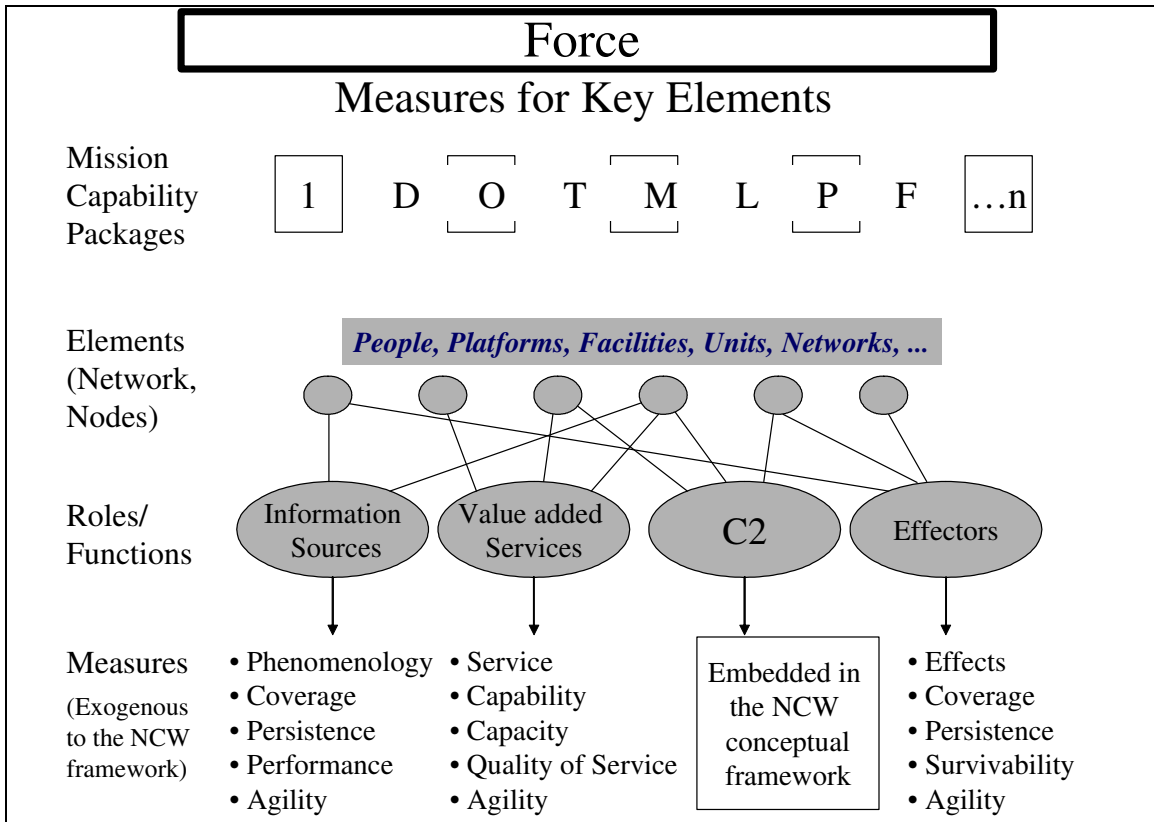 Force
Measures for Key Elements
Mission
Capability
Packages
1 D O T M L P F …n
Elements
(Network,
Nodes)
People, Platforms, Facilities, Units, Networks, ...
Roles/
Functions
Information
Sources
Value added
Services
C2
Effectors
Measures
(Exogenous
to the NCW
framework)
• Phenomenology
• Coverage
• Persistence
• Performance
• Agility
• Service
• Capability
• Capacity
• Quality of Service
• Agility
Embedded in
the NCW
conceptual
framework
• Effects
• Coverage
• Persistence
• Survivability
• Agility